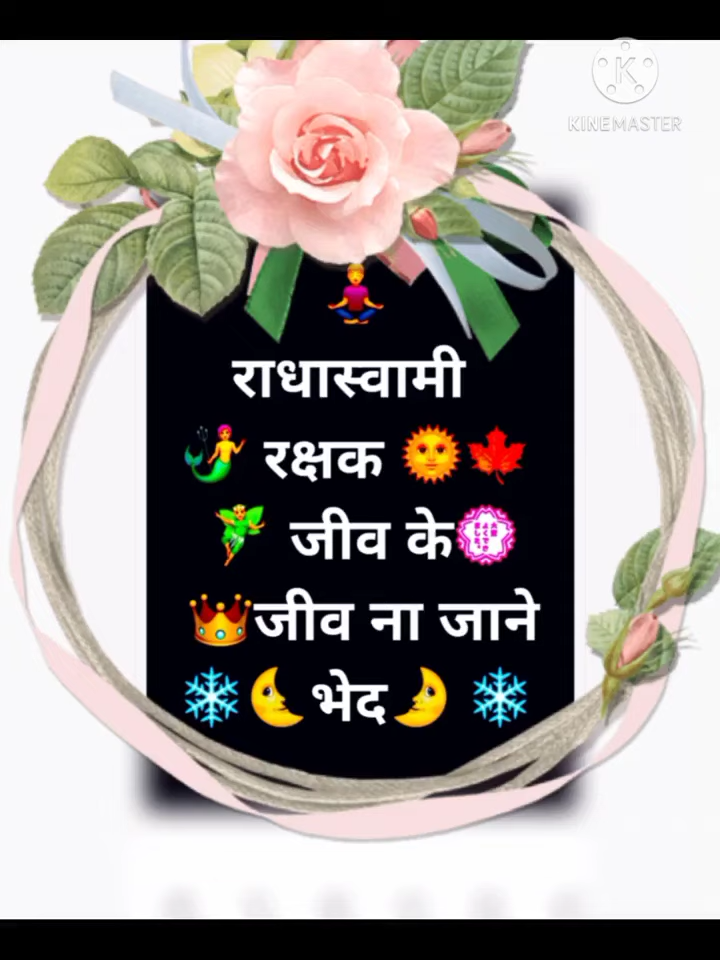 KINEMASTER
राधास्वामी
रक्षक
जीव के
जीव ना जाने
भेद